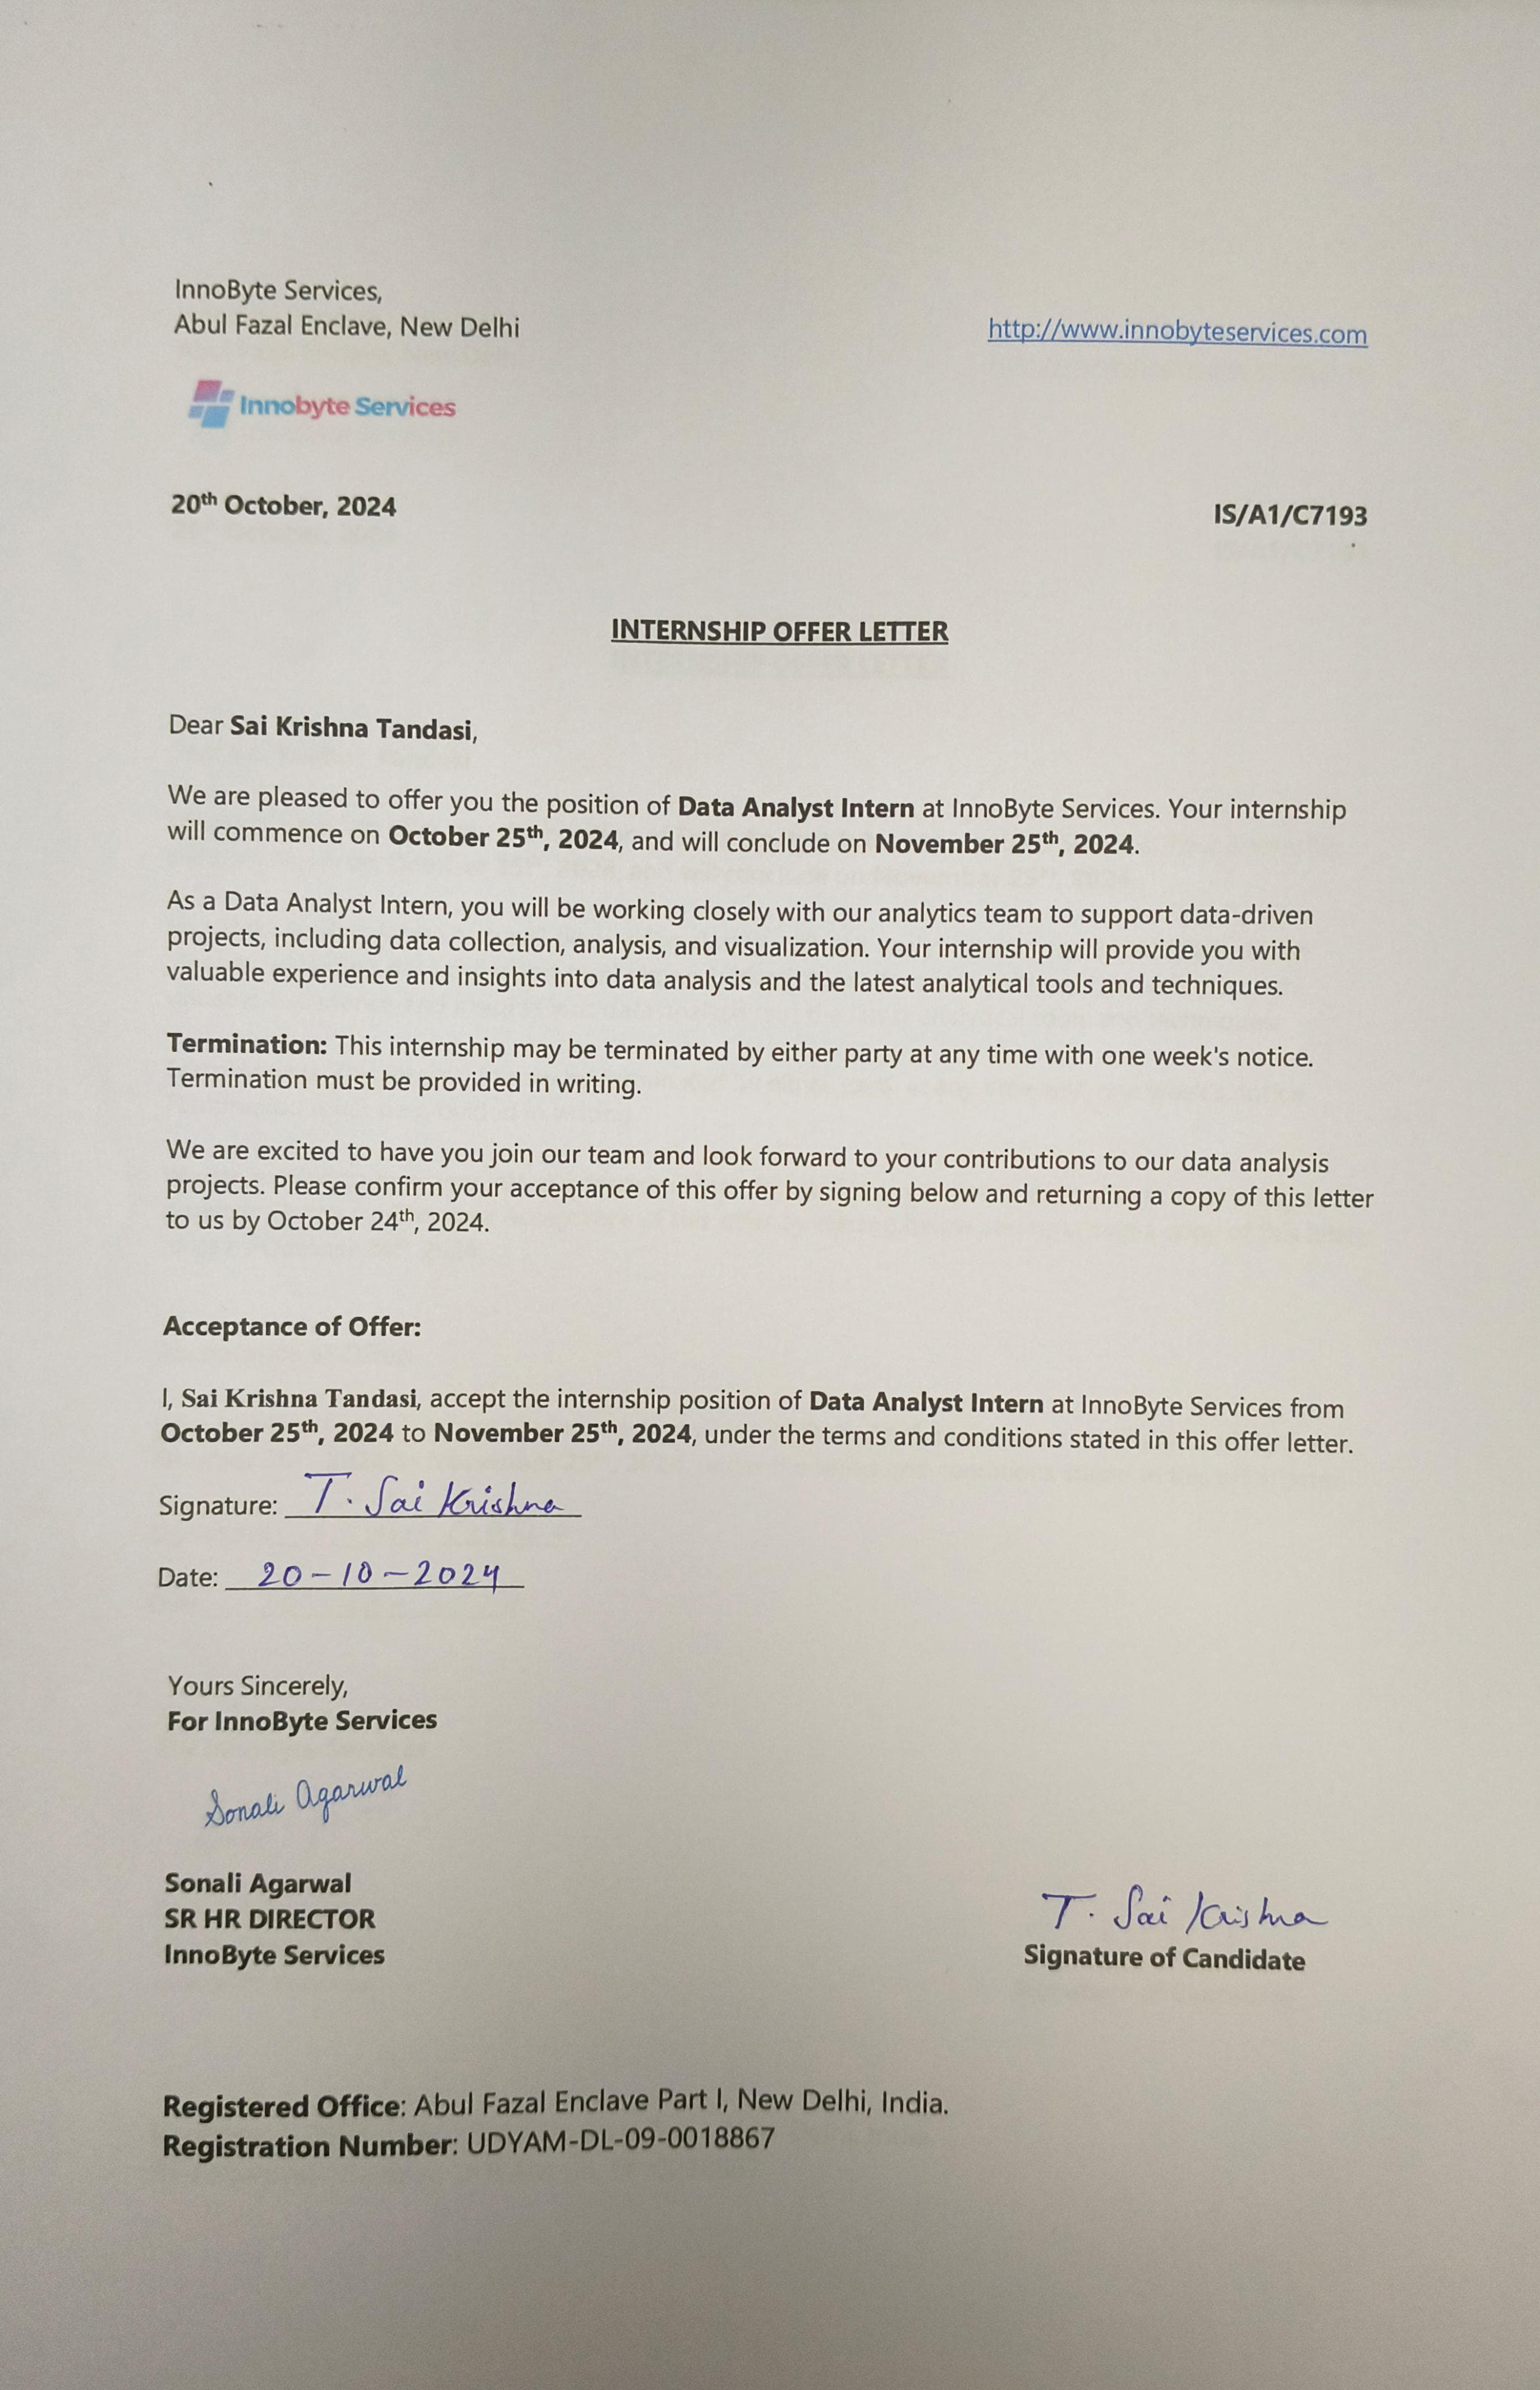 InnoByte Services,
Abul Fazal Enclave, New Delhi
http://www.innobyteservices.com
Innobyte Services
20th October, 2024
IS/A1/C7193
INTERNSHIP OFFER LETTER
Dear Sai Krishna Tandasi,
We are pleased to offer you the position of Data Analyst Intern at InnoByte Services. Your internship
will commence on October 25th, 2024, and will conclude on November 25th, 2024.
As a Data Analyst Intern, you will be working closely with our analytics team to support data-driven
projects, including data collection, analysis, and visualization. Your internship will provide you with
valuable experience and insights into data analysis and the latest analytical tools and techniques.
Termination: This internship may be terminated by either party at any time with one week's notice.
Termination must be provided in writing.
We are excited to have you join our team and look forward to your contributions to our data analysis
projects. Please confirm your acceptance of this offer by signing below and returning a copy of this letter
to us by October 24th, 2024.
Acceptance of Offer:
I, Sai Krishna Tandasi, accept the internship position of Data Analyst Intern at InnoByte Services from
October 25th, 2024 to November 25th, 2024, under the terms and conditions stated in this offer letter.
Signature: T. Sai Krishna
Date: 20-10-2024
Yours Sincerely,
For InnoByte Services
Sonali Agarwal
Sonali Agarwal
SR HR DIRECTOR
InnoByte Services
T. Sai Krishna
Signature of Candidate
Registered Office: Abul Fazal Enclave Part I, New Delhi, India.
Registration Number: UDYAM-DL-09-0018867